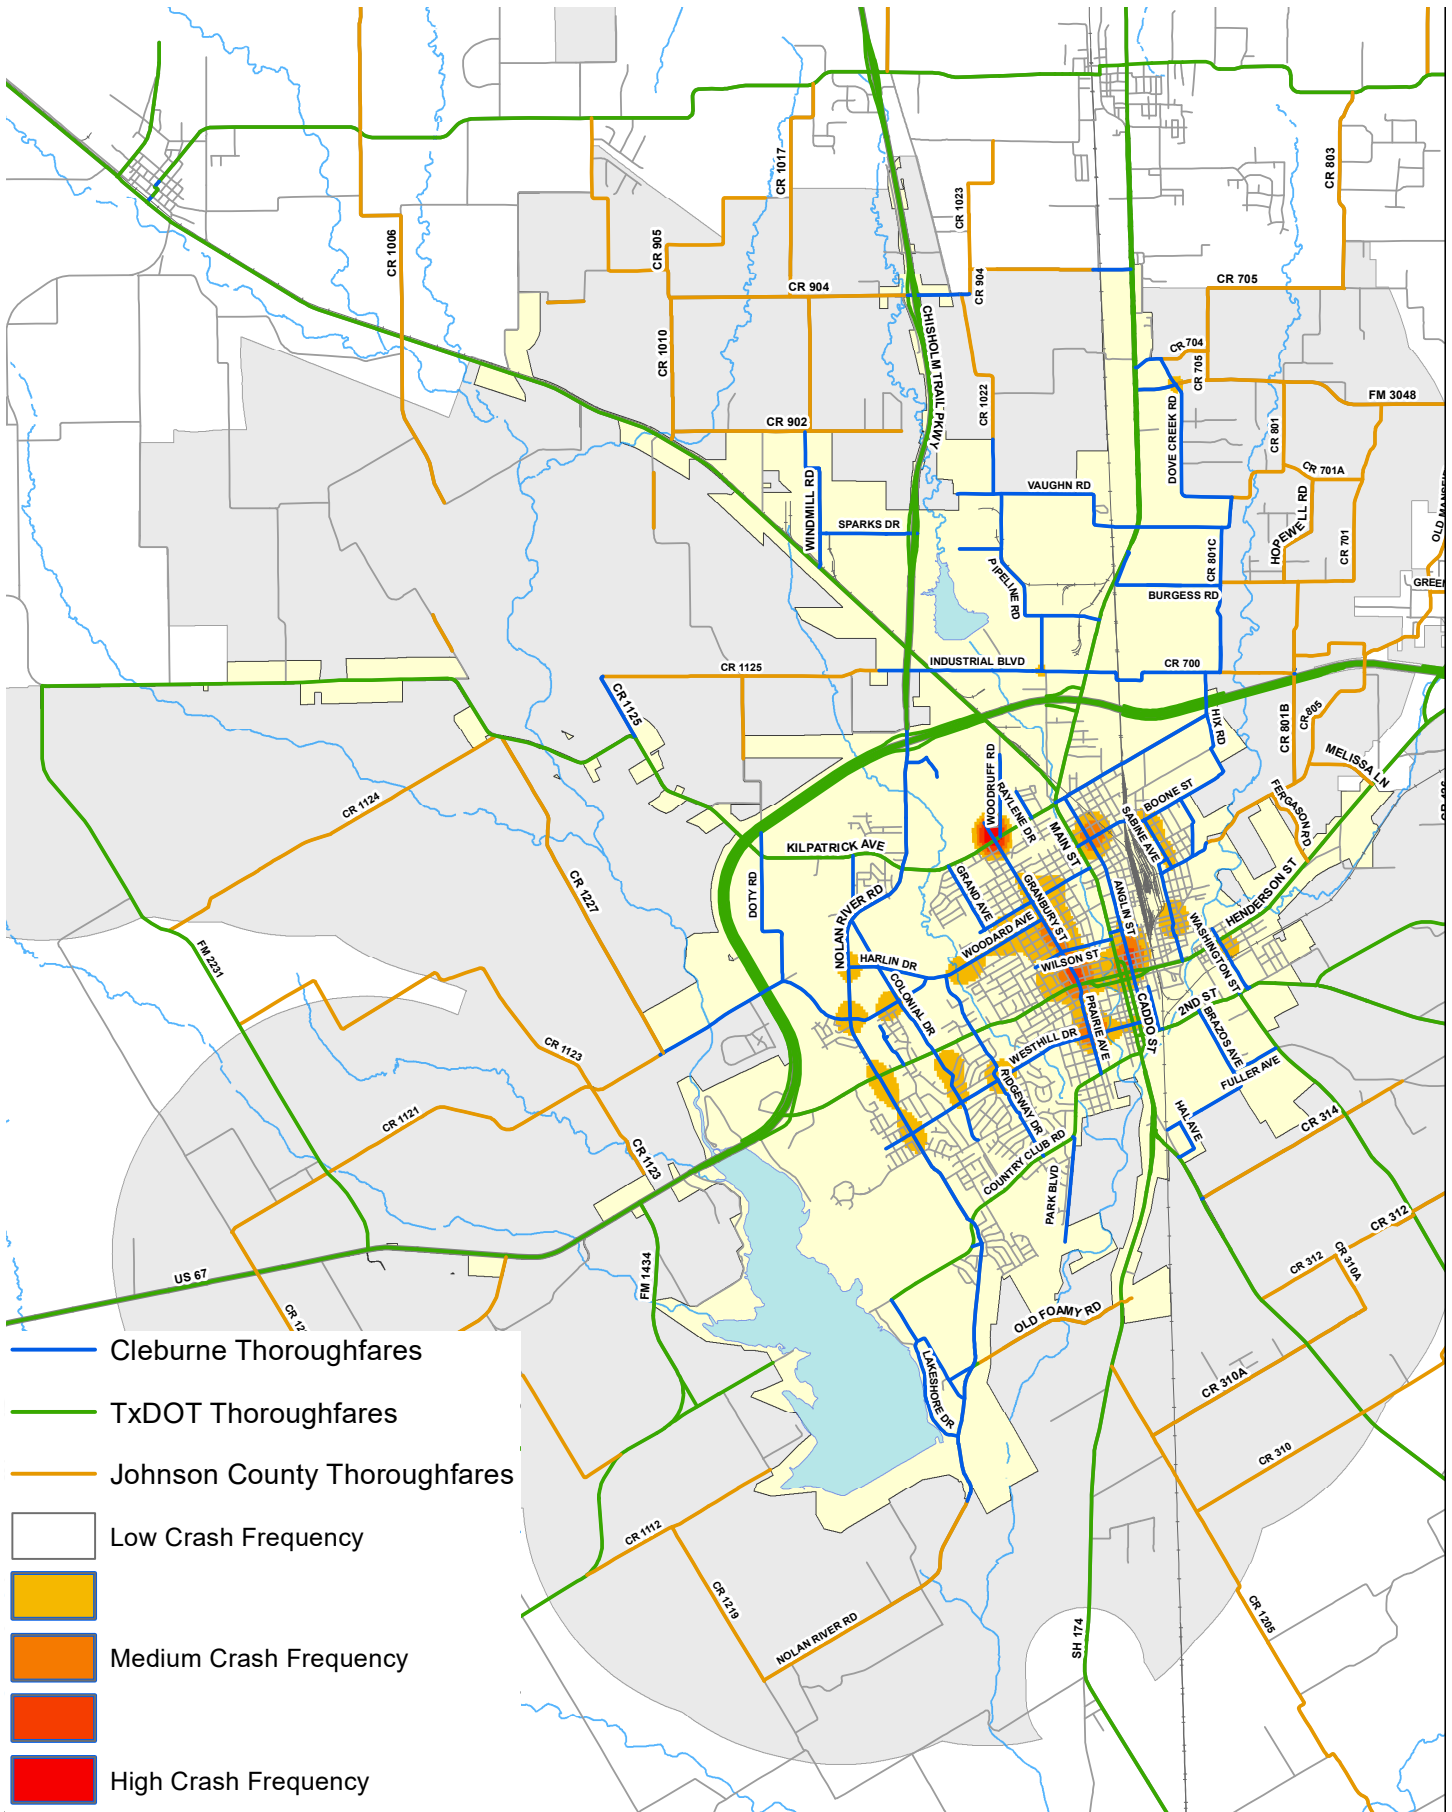 CR 1017
CR 803
CR 1023
CR 1006
CR 905
CR 904
CR 904
CR 705
CHISHOLM TRAIL PKWY
CR 1010
CR 704
CR 705
FM 3048
CR 1022
DOVE CREEK RD
CR 801
CR 902
CR 701A
WINDMILL RD
VAUGHN RD
HOPEWELL RD
SPARKS DR
CR 801C
CR 701
PIPELINE RD
BURGESS RD
CR 1125
INDUSTRIAL BLVD
CR 700
CR 1125
HIX RD
CR 801B
CR 805
MELISSA LN
WOODRUFF RD
RAYLENE DR
BOONE ST
FERGASON RD
CR 1124
MAIN ST
SABINE AVE
KILPATRICK AVE
CR 1227
DOTY RD
GRAND AVE
GRANBURY ST
ANGLIN ST
HENDERSON ST
NOLAN RIVER RD
WOODARD AVE
WASHINGTON ST
FM 2231
HARLIN DR
WILSON ST
COLONIAL DR
PRAIRIE AVE
CADDO ST
2ND ST
BRAZOS AVE
CR 1123
WESTHILL DR
FULLER AVE
CR 1121
RIDGEWAY DR
HAL AVE
CR 314
CR 1123
COUNTRY CLUB RD
PARK BLVD
CR 312
US 67
FM 1434
CR 312
CR 310A
OLD FOAMY RD
LAKESHORE DR
CR 310A
CR 310
CR 1112
CR 1219
NOLAN RIVER RD
SH 174
CR 1205
Cleburne Thoroughfares
TxDOT Thoroughfares
Johnson County Thoroughfares
Low Crash Frequency
Medium Crash Frequency
High Crash Frequency